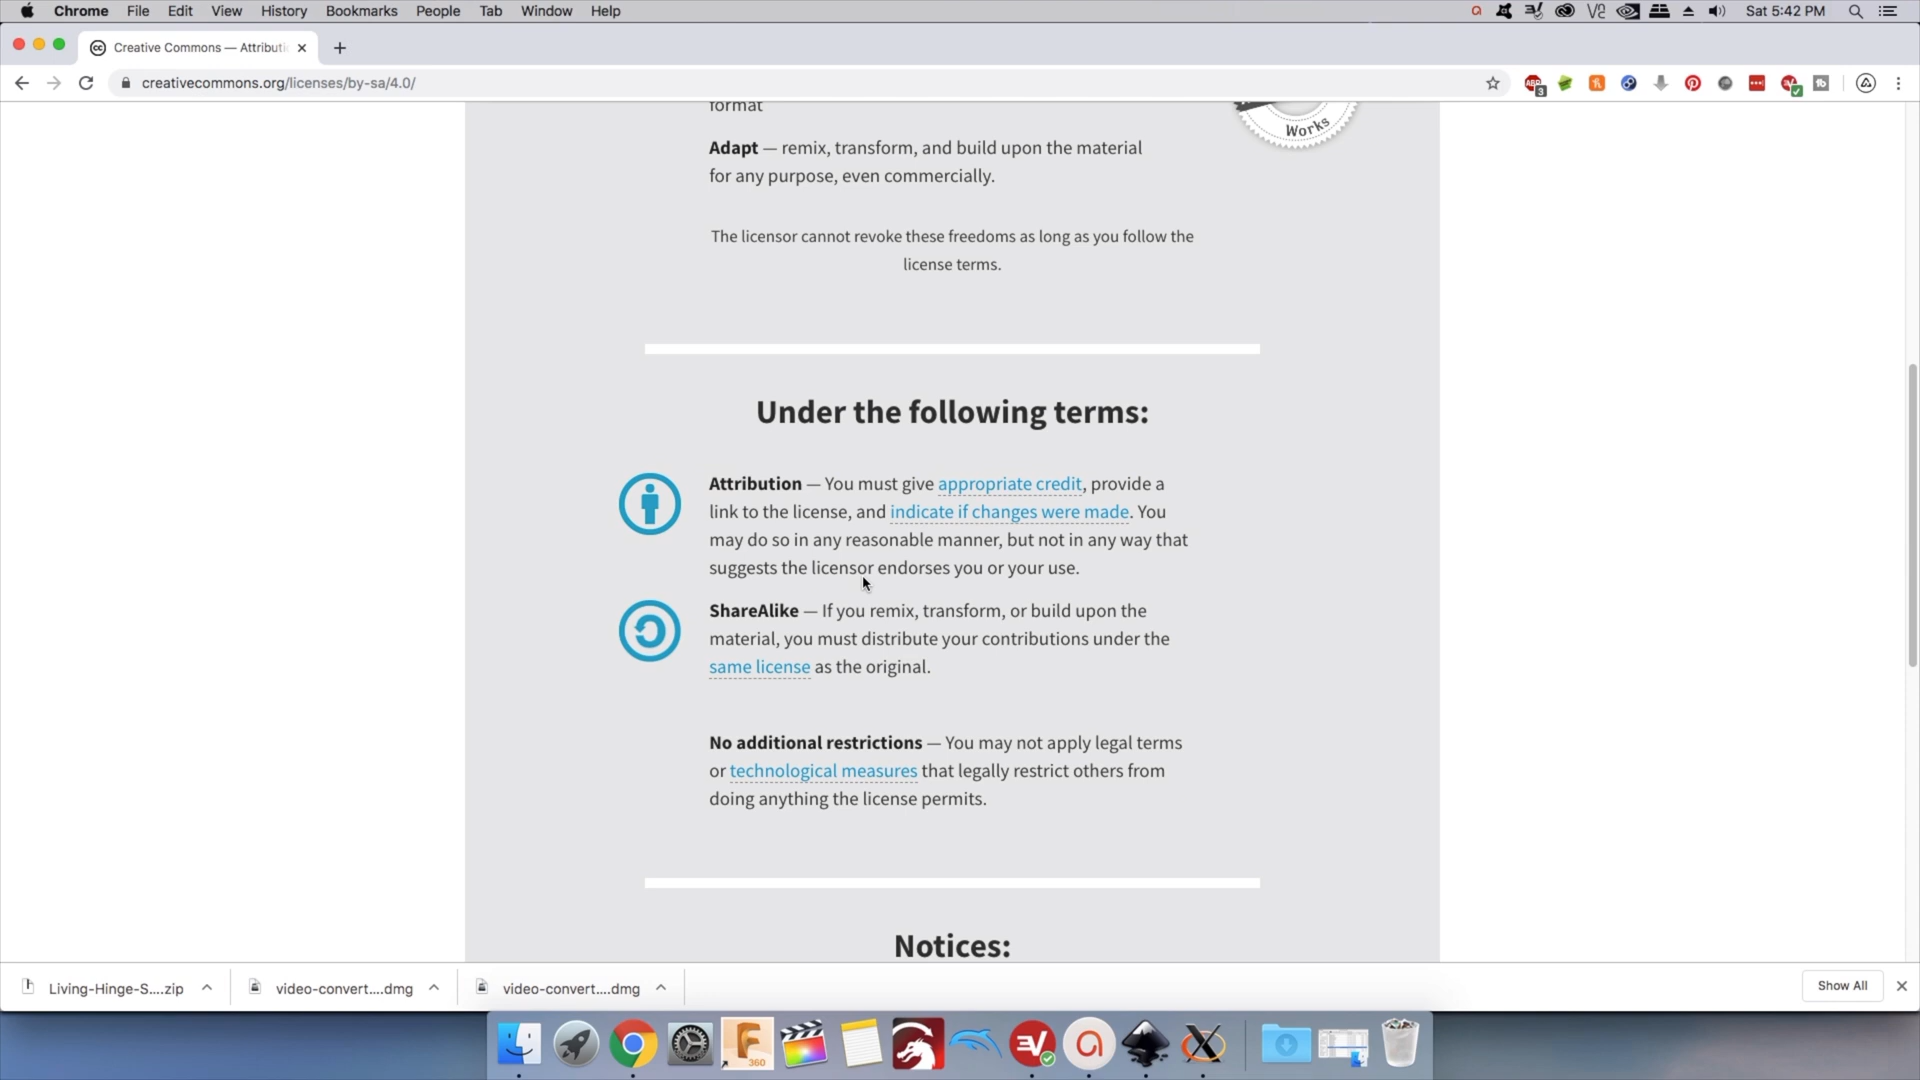 Chrome File Edit View History Bookmarks People Tab Window Help Sat 5:42 PM
Creative Commons — Attributi
creativecommons.org/licenses/by-sa/4.0/
format
Works
Adapt — remix, transform, and build upon the material
for any purpose, even commercially.
The licensor cannot revoke these freedoms as long as you follow the
license terms.
Under the following terms:
Attribution — You must give appropriate credit, provide a
link to the license, and indicate if changes were made. You
may do so in any reasonable manner, but not in any way that
suggests the licensor endorses you or your use.
ShareAlike — If you remix, transform, or build upon the
material, you must distribute your contributions under the
same license as the original.
No additional restrictions — You may not apply legal terms
or technological measures that legally restrict others from
doing anything the license permits.
Notices:
Living-Hinge-S....zip video-convert....dmg video-convert....dmg Show All
360